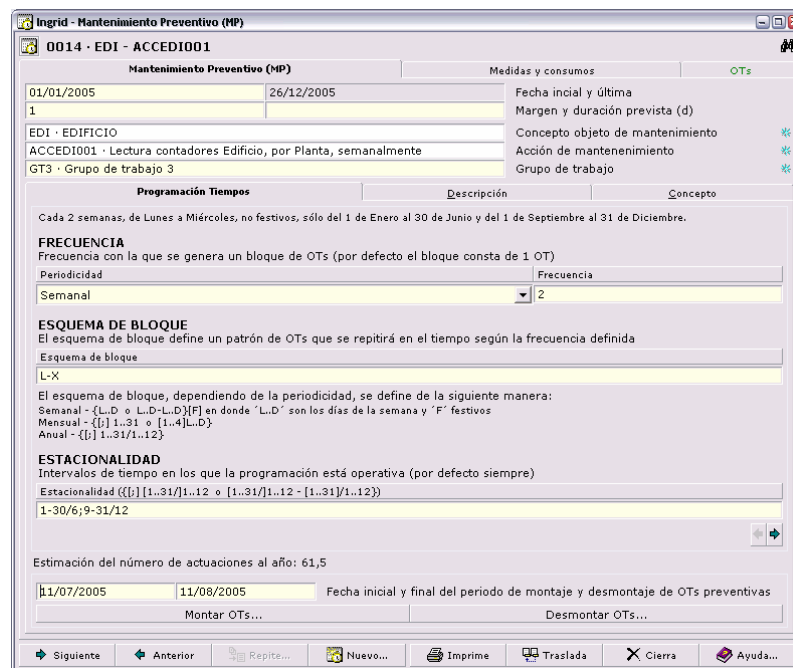 Ingrid - Mantenimiento Preventivo (MP)
0014 · EDI - ACCEDI001
Mantenimiento Preventivo (MP) Medidas y consumos OTs
01/01/2005 26/12/2005 Fecha incial y última
1 Margen y duración prevista (d)
EDI · EDIFICIO Concepto objeto de mantenimiento
ACCEDI001 · Lectura contadores Edificio, por Planta, semanalmente Acción de mantenenimiento
GT3 · Grupo de trabajo 3 Grupo de trabajo
Programación Tiempos Descripción Concepto
Cada 2 semanas, de Lunes a Miércoles, no festivos, sólo del 1 de Enero al 30 de Junio y del 1 de Septiembre al 31 de Diciembre.
FRECUENCIA
Frecuencia con la que se genera un bloque de OTs (por defecto el bloque consta de 1 OT)
Periodicidad Frecuencia
Semanal 2
ESQUEMA DE BLOQUE
El esquema de bloque define un patrón de OTs que se repitirá en el tiempo según la frecuencia definida
Esquema de bloque
L-X
El esquema de bloque, dependiendo de la periodicidad, se define de la siguiente manera:
Semanal - {L..D o L..D-L..D}[F] en donde ´L..D´ son los días de la semana y ´F´ festivos
Mensual - {[;] 1..31 o [1..4]L..D}
Anual - {[;] 1..31/1..12}
ESTACIONALIDAD
Intervalos de tiempo en los que la programación está operativa (por defecto siempre)
Estacionalidad ({[;] [1..31/]1..12 o [1..31/]1..12 - [1..31]/1..12})
1-30/6;9-31/12
Estimación del número de actuaciones al año: 61,5
11/07/2005 11/08/2005 Fecha inicial y final del periodo de montaje y desmontaje de OTs preventivas
Montar OTs... Desmontar OTs...
Siguiente Anterior Repite... Nuevo... Imprime Traslada Cierra Ayuda...